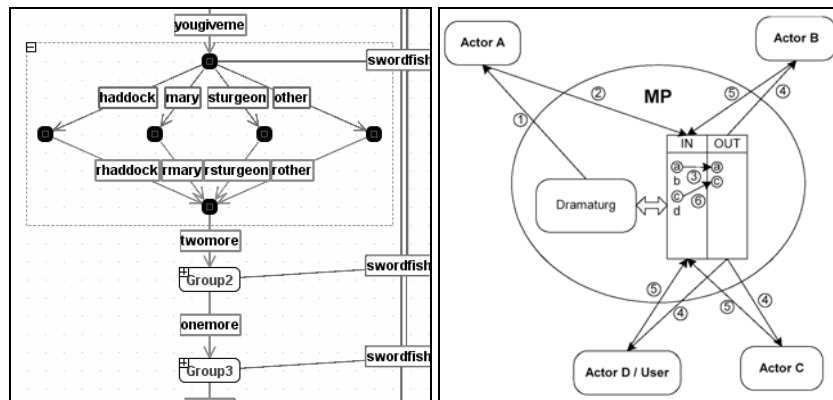 yougiveme
swordfish
haddock mary sturgeon other
rhaddock rmary rsturgeon rother
twomore
swordfish
Group2
onemore
swordfish
Group3
Actor A
Actor B
MP
① ② ⑤ ④
IN OUT
a a
b ③ c
c ⑥
d
Dramaturg
⑤ ④ ⑤ ④
Actor D / User
Actor C